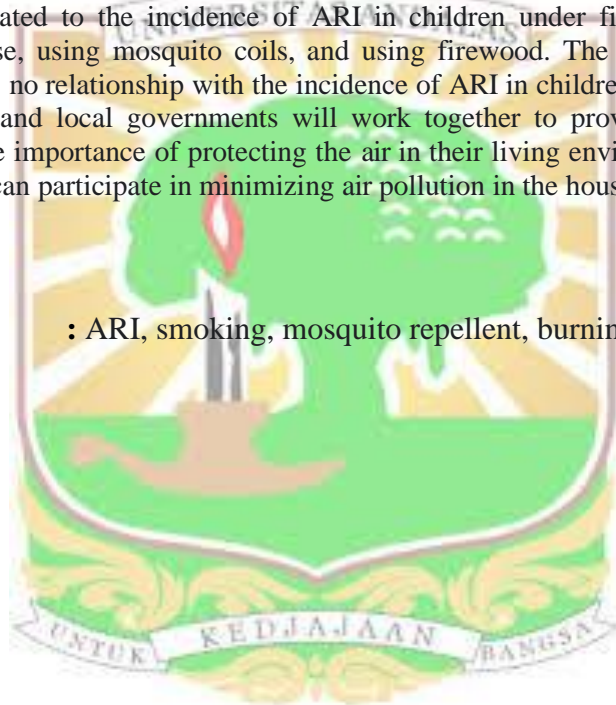 ated to the incidence of ARI in children under fi
se, using mosquito coils, and using firewood. The
no relationship with the incidence of ARI in children
and local governments will work together to prov
e importance of protecting the air in their living envi
can participate in minimizing air pollution in the hous
: ARI, smoking, mosquito repellent, burnin
UNTUK KEDJAJAAN BANGSA